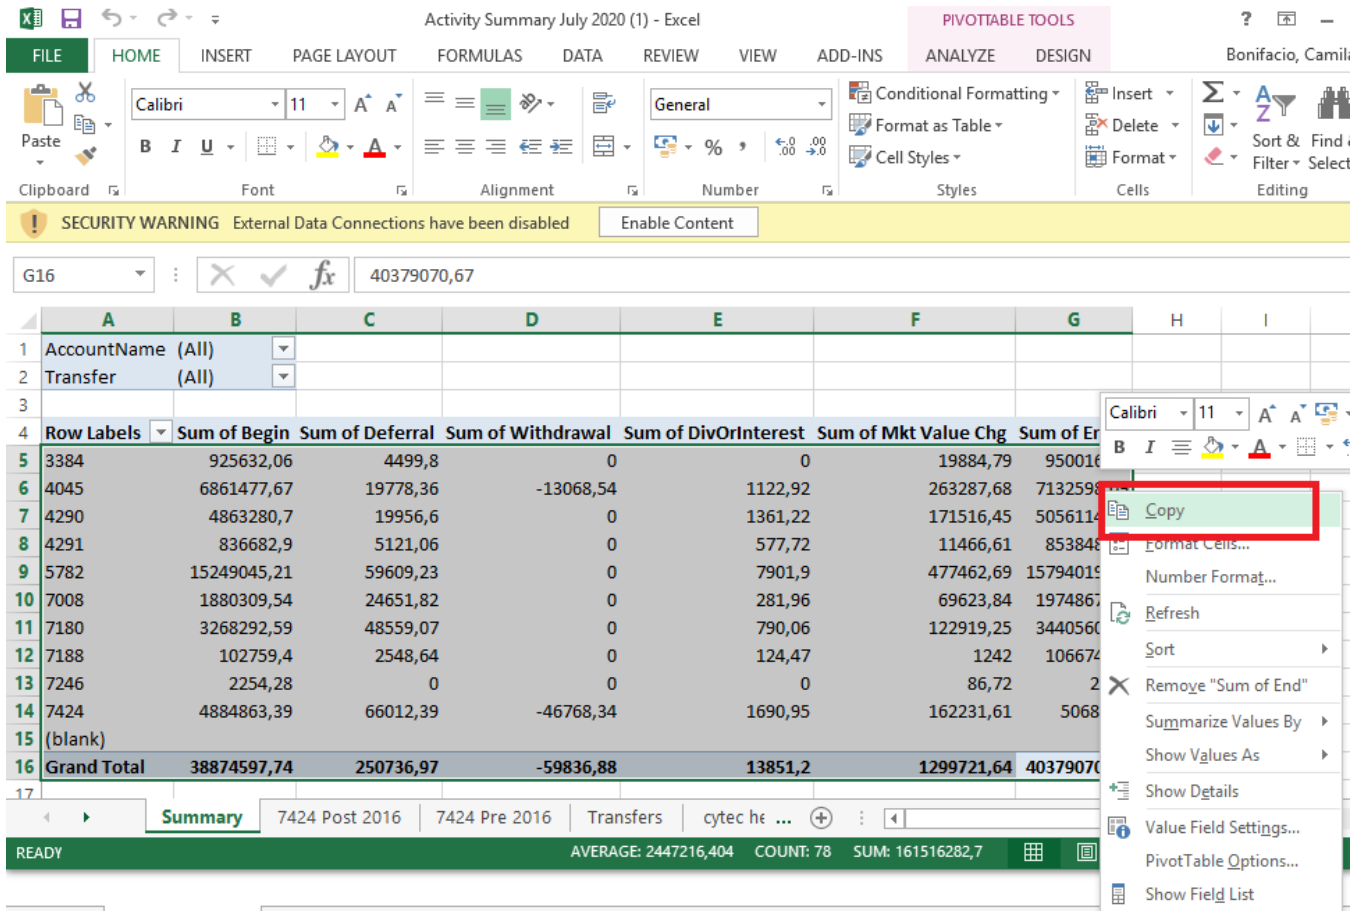 Activity Summary July 2020 (1) - Excel
PIVOTTABLE TOOLS
?
FILE HOME INSERT PAGE LAYOUT FORMULAS DATA REVIEW VIEW ADD-INS ANALYZE DESIGN
Bonifacio, Camila
Paste
Calibri 11
B I U
General
% ,
Conditional Formatting
Format as Table
Cell Styles
Insert
Delete
Format
Sort &
Filter
Find &
Select
Clipboard Font Alignment Number Styles Cells Editing
SECURITY WARNING External Data Connections have been disabled Enable Content
G16 fx 40379070,67
A B C D E F G H I
1 AccountName (All)
2 Transfer (All)
3
4 Row Labels Sum of Begin Sum of Deferral Sum of Withdrawal Sum of DivOrInterest Sum of Mkt Value Chg Sum of Er
5 3384 925632,06 4499,8 0 0 19884,79 950016
6 4045 6861477,67 19778,36 -13068,54 1122,92 263287,68 7132598
7 4290 4863280,7 19956,6 0 1361,22 171516,45 5056114
8 4291 836682,9 5121,06 0 577,72 11466,61 853848
9 5782 15249045,21 59609,23 0 7901,9 477462,69 15794019
10 7008 1880309,54 24651,82 0 281,96 69623,84 1974867
11 7180 3268292,59 48559,07 0 790,06 122919,25 3440560
12 7188 102759,4 2548,64 0 124,47 1242 106674
13 7246 2254,28 0 0 0 86,72 2
14 7424 4884863,39 66012,39 -46768,34 1690,95 162231,61 5068
15 (blank)
16 Grand Total 38874597,74 250736,97 -59836,88 13851,2 1299721,64 40379070
17
Calibri 11
B I A
Copy
Format Cells...
Number Format...
Refresh
Sort
Remove "Sum of End"
Summarize Values By
Show Values As
Show Details
Value Field Settings...
PivotTable Options...
Show Field List
Summary 7424 Post 2016 7424 Pre 2016 Transfers cytec he ...
READY AVERAGE: 2447216,404 COUNT: 78 SUM: 161516282,7